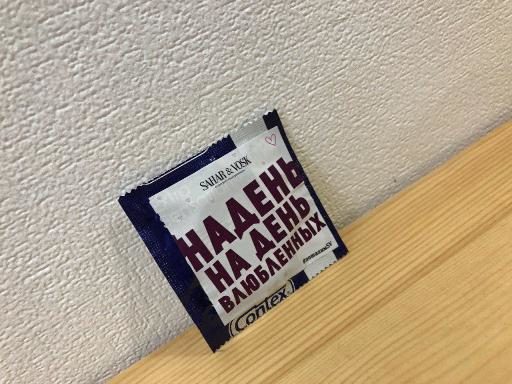 SAHAR & VOSK
НАДЕНЬ
НА ДЕНЬ
ВЛЮБЛЕННЫХ
Contex